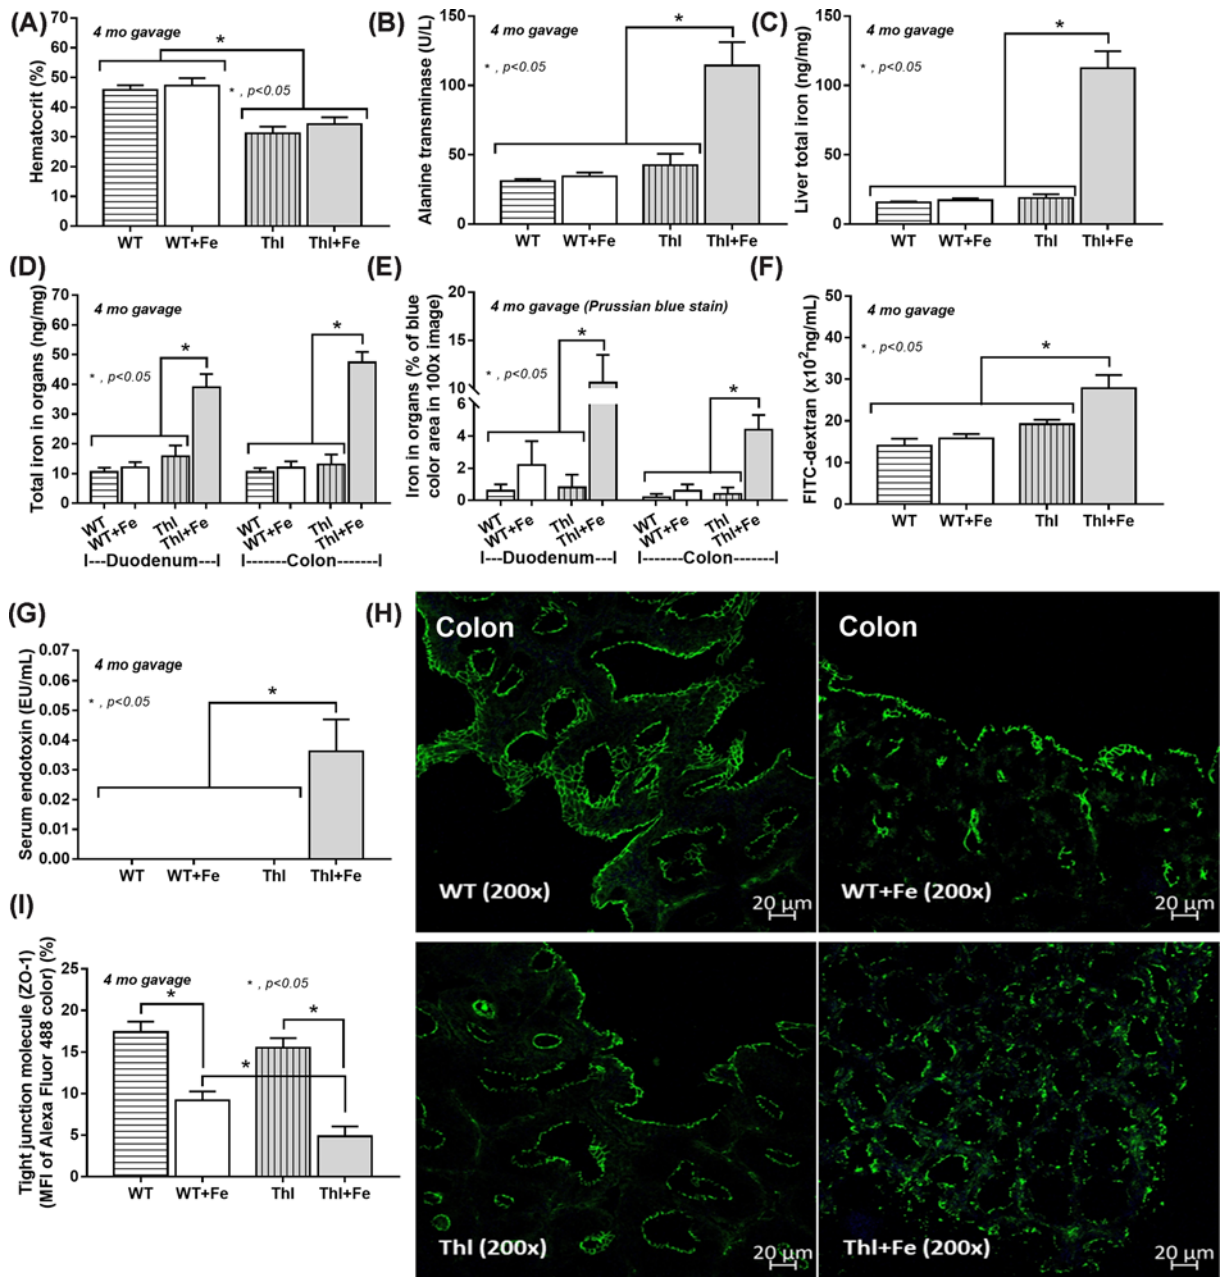 (A)
4 mo gavage
*
* , p<0.05
Hematocrit (%)
70
60
50
40
30
20
10
0
WT
WT+Fe
Thl
Thl+Fe
(B)
4 mo gavage
*
* , p<0.05
Alanine transminase (U/L)
150
100
50
0
WT
WT+Fe
Thl
Thl+Fe
(C)
4 mo gavage
*
* , p<0.05
Liver total iron (ng/mg)
150
100
50
0
WT
WT+Fe
Thl
Thl+Fe
(D)
4 mo gavage
*
*
* , p<0.05
Total iron in organs (ng/mg)
70
60
50
40
30
20
10
0
WT
WT+Fe
Thl
Thl+Fe
WT
WT+Fe
Thl
Thl+Fe
I---Duodenum---I
I-------Colon-------I
(E)
4 mo gavage (Prussian blue stain)
*
*
* , p<0.05
Iron in organs (% of blue
color area in 100x image)
20
15
10
6
4
2
0
WT
WT+Fe
Thl
Thl+Fe
WT
WT+Fe
Thl
Thl+Fe
I---Duodenum---I
I-------Colon-------I
(F)
4 mo gavage
*
* , p<0.05
FITC-dextran (x10²ng/mL)
50
40
30
20
10
0
WT
WT+Fe
Thl
Thl+Fe
(G)
4 mo gavage
*
* , p<0.05
Serum endotoxin (EU/mL)
0.07
0.06
0.05
0.04
0.03
0.02
0.01
0.00
WT
WT+Fe
Thl
Thl+Fe
(H)
Colon
WT (200x)
20 µm
Colon
WT+Fe (200x)
20 µm
Thl (200x)
20 µm
Thl+Fe (200x)
20 µm
(I)
4 mo gavage
* , p<0.05
*
*
*
Tight junction molecule (ZO-1)
(MFI of Alexa Fluor 488 color) (%)
25
20
15
10
5
0
WT
WT+Fe
Thl
Thl+Fe